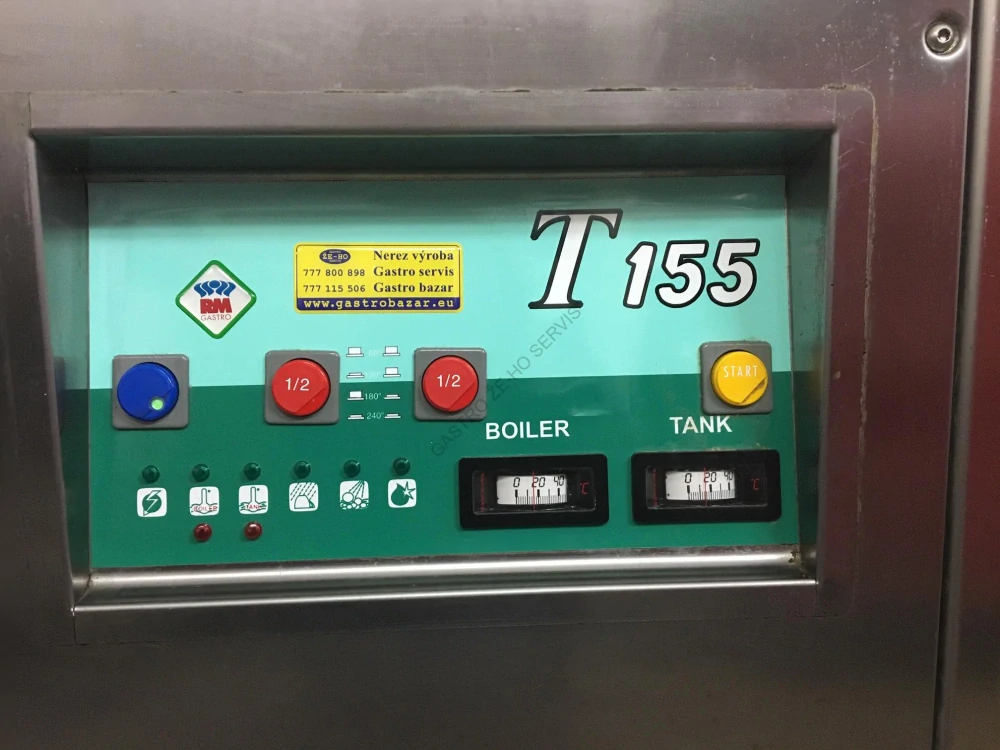 T 155
ŽE-HO Nerez výroba
777 800 898 Gastro servis
777 115 506 Gastro bazar
www.gastrobazar.eu
RM
GASTRO
1/2
1/2
START
180"
240"
GASTRO ŽE-HO SERVIS
BOILER
TANK
BOILER
TANK
0 20 40 °C
0 20 40 °C